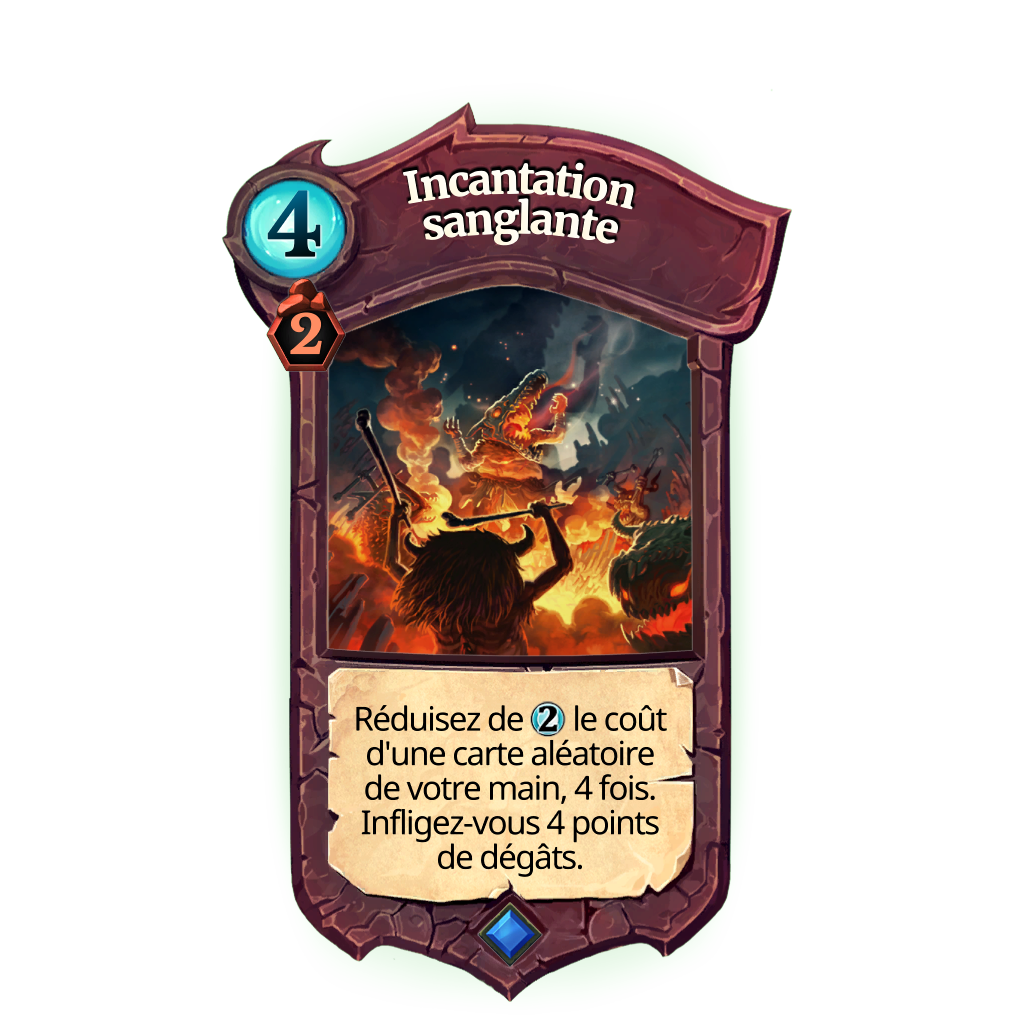 Incantation
sanglante
4
2
Réduisez de 2 le coût
d'une carte aléatoire
de votre main, 4 fois.
Infligez-vous 4 points
de dégâts.